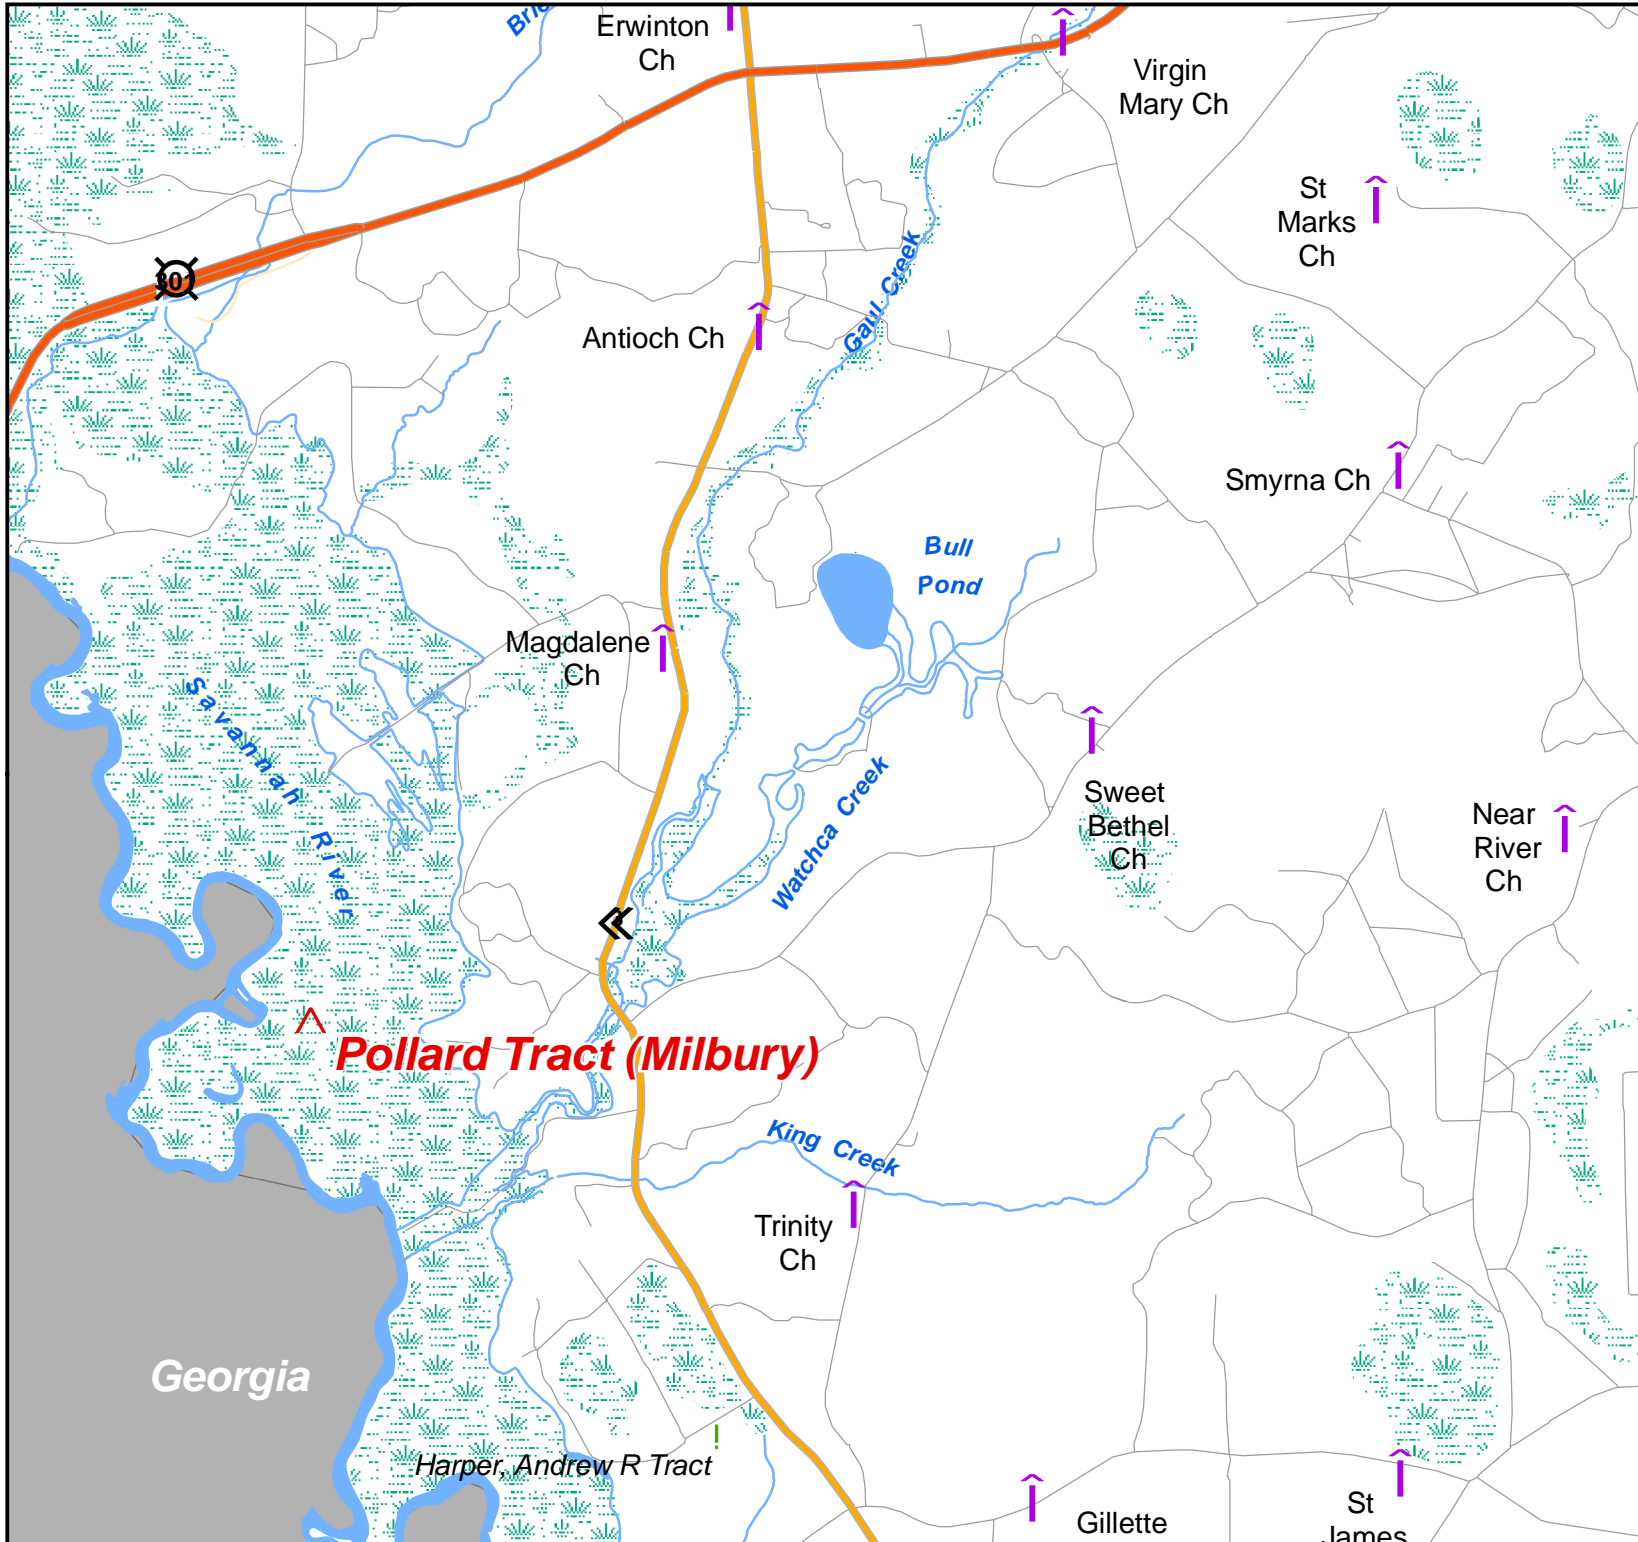 Erwinton
Ch
Virgin
Mary Ch
St
Marks
Ch
301
Gaul Creek
Antioch Ch
Smyrna Ch
Bull
Pond
Magdalene
Ch
Savannah River
Watchca Creek
Sweet
Bethel
Ch
Near
River
Ch
Pollard Tract (Milbury)
King Creek
Trinity
Ch
Georgia
Harper, Andrew R Tract
Gillette
St
James